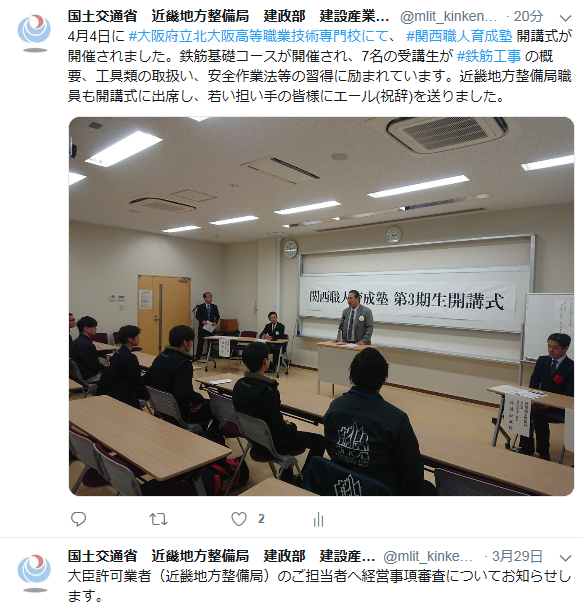 国土交通省 近畿地方整備局 建政部 建設産業... @mlit_kinken... · 20分
4月4日に #大阪府立北大阪高等職業技術専門校にて、 #関西職人育成塾 開講式が
開催されました。鉄筋基礎コースが開催され、7名の受講生が #鉄筋工事 の概
要、工具類の取扱い、安全作業法等の習得に励まれています。近畿地方整備局職
員も開講式に出席し、若い担い手の皆様にエール(祝辞)を送りました。
関西職人育成塾 第3期生開講式
2
国土交通省 近畿地方整備局 建政部 建設産... @mlit_kinke... · 3月29日
大臣許可業者（近畿地方整備局）のご担当者へ経営事項審査についてお知らせし
ます。